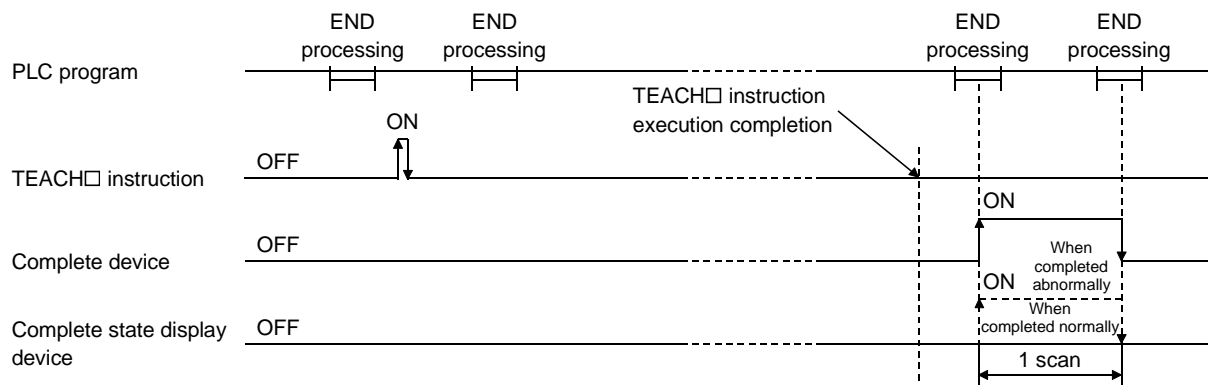 END
processing
END
processing
END
processing
END
processing
PLC program
TEACH□ instruction
execution completion
ON
OFF
TEACH□ instruction
ON
OFF
Complete device
When
completed
abnormally
ON
When
completed normally
OFF
Complete state display
device
1 scan